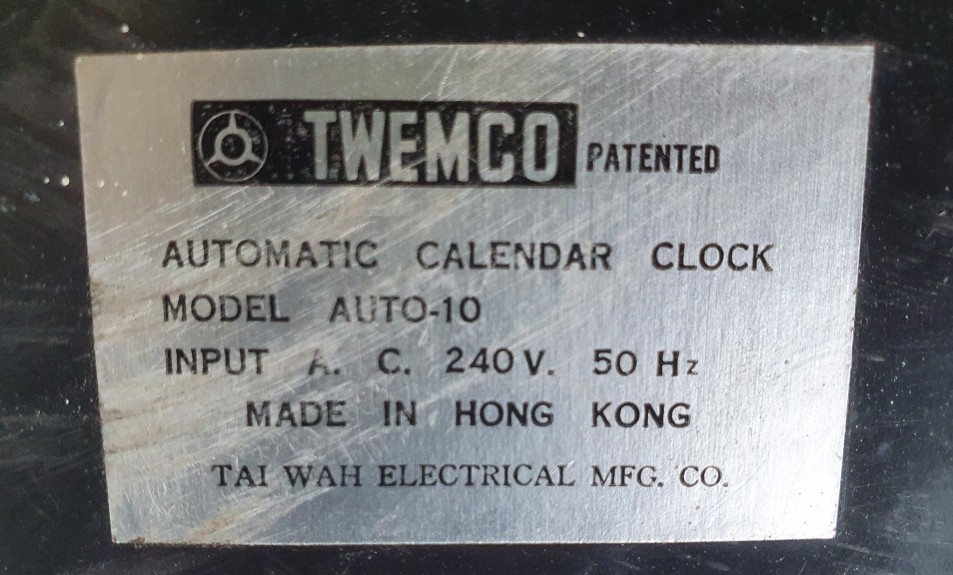 TWEMCO PATENTED
AUTOMATIC CALENDAR CLOCK
MODEL AUTO-10
INPUT A. C. 240V. 50 Hz
MADE IN HONG KONG
TAI WAH ELECTRICAL MFG. CO.